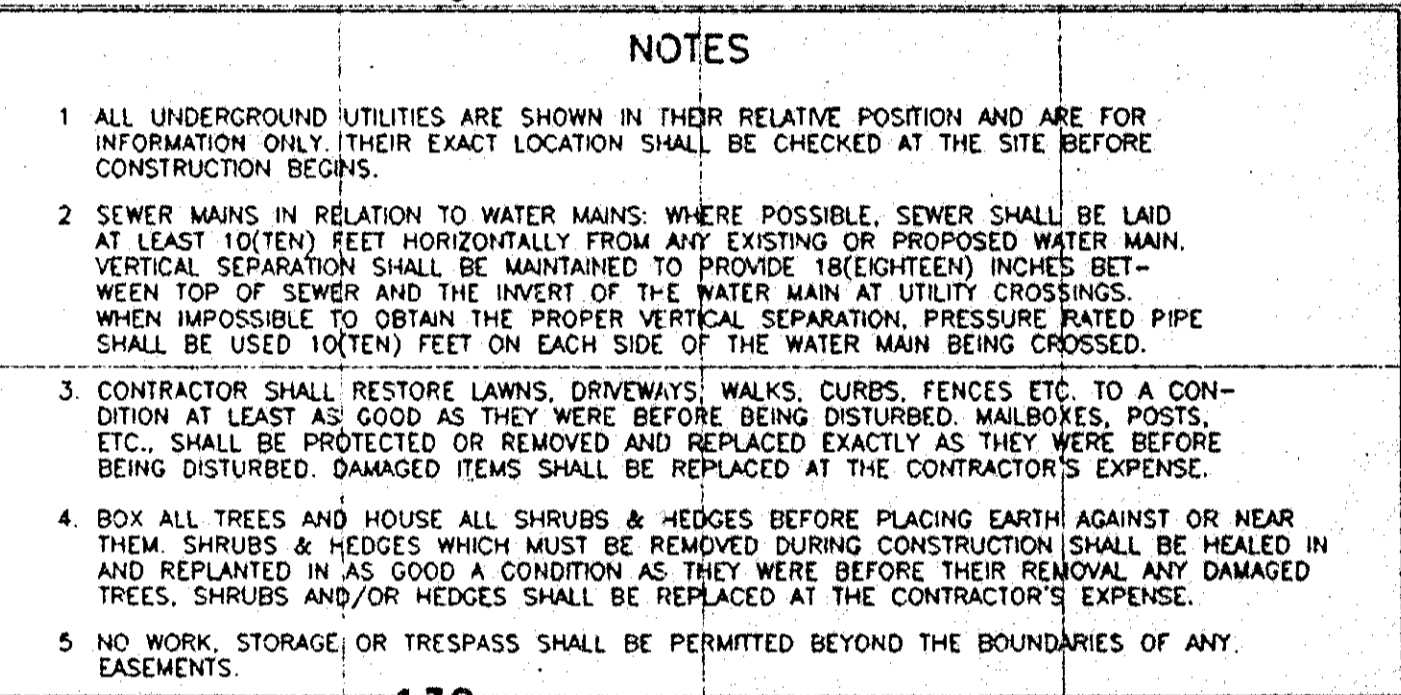 NOTES
1 ALL UNDERGROUND UTILITIES ARE SHOWN IN THEIR RELATIVE POSITION AND ARE FOR
INFORMATION ONLY. THEIR EXACT LOCATION SHALL BE CHECKED AT THE SITE BEFORE
CONSTRUCTION BEGINS.
2 SEWER MAINS IN RELATION TO WATER MAINS: WHERE POSSIBLE, SEWER SHALL BE LAID
AT LEAST 10(TEN) FEET HORIZONTALLY FROM ANY EXISTING OR PROPOSED WATER MAIN.
VERTICAL SEPARATION SHALL BE MAINTAINED TO PROVIDE 18(EIGHTEEN) INCHES BET-
WEEN TOP OF SEWER AND THE INVERT OF THE WATER MAIN AT UTILITY CROSSINGS.
WHEN IMPOSSIBLE TO OBTAIN THE PROPER VERTICAL SEPARATION, PRESSURE RATED PIPE
SHALL BE USED 10(TEN) FEET ON EACH SIDE OF THE WATER MAIN BEING CROSSED.
3. CONTRACTOR SHALL RESTORE LAWNS, DRIVEWAYS, WALKS, CURBS, FENCES ETC. TO A CON-
DITION AT LEAST AS GOOD AS THEY WERE BEFORE BEING DISTURBED. MAILBOXES, POSTS,
ETC., SHALL BE PROTECTED OR REMOVED AND REPLACED EXACTLY AS THEY WERE BEFORE
BEING DISTURBED. DAMAGED ITEMS SHALL BE REPLACED AT THE CONTRACTOR'S EXPENSE.
4. BOX ALL TREES AND HOUSE ALL SHRUBS & HEDGES BEFORE PLACING EARTH AGAINST OR NEAR
THEM. SHRUBS & HEDGES WHICH MUST BE REMOVED DURING CONSTRUCTION SHALL BE HEALED IN
AND REPLANTED IN AS GOOD A CONDITION AS THEY WERE BEFORE THEIR REMOVAL ANY DAMAGED
TREES, SHRUBS AND/OR HEDGES SHALL BE REPLACED AT THE CONTRACTOR'S EXPENSE.
5 NO WORK, STORAGE OR TRESPASS SHALL BE PERMITTED BEYOND THE BOUNDARIES OF ANY.
EASEMENTS.